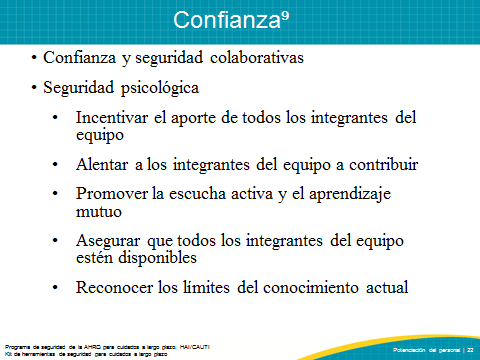 Confianza⁹
• Confianza y seguridad colaborativas
• Seguridad psicológica
• Incentivar el aporte de todos los integrantes del
equipo
• Alentar a los integrantes del equipo a contribuir
• Promover la escucha activa y el aprendizaje
mutuo
• Asegurar que todos los integrantes del equipo
estén disponibles
• Reconocer los límites del conocimiento actual
Programa de seguridad de la AHRQ para cuidados a largo plazo: HAI/CAUTI
Kit de herramientas de seguridad para cuidados a largo plazo
Potenciación del personal | 22